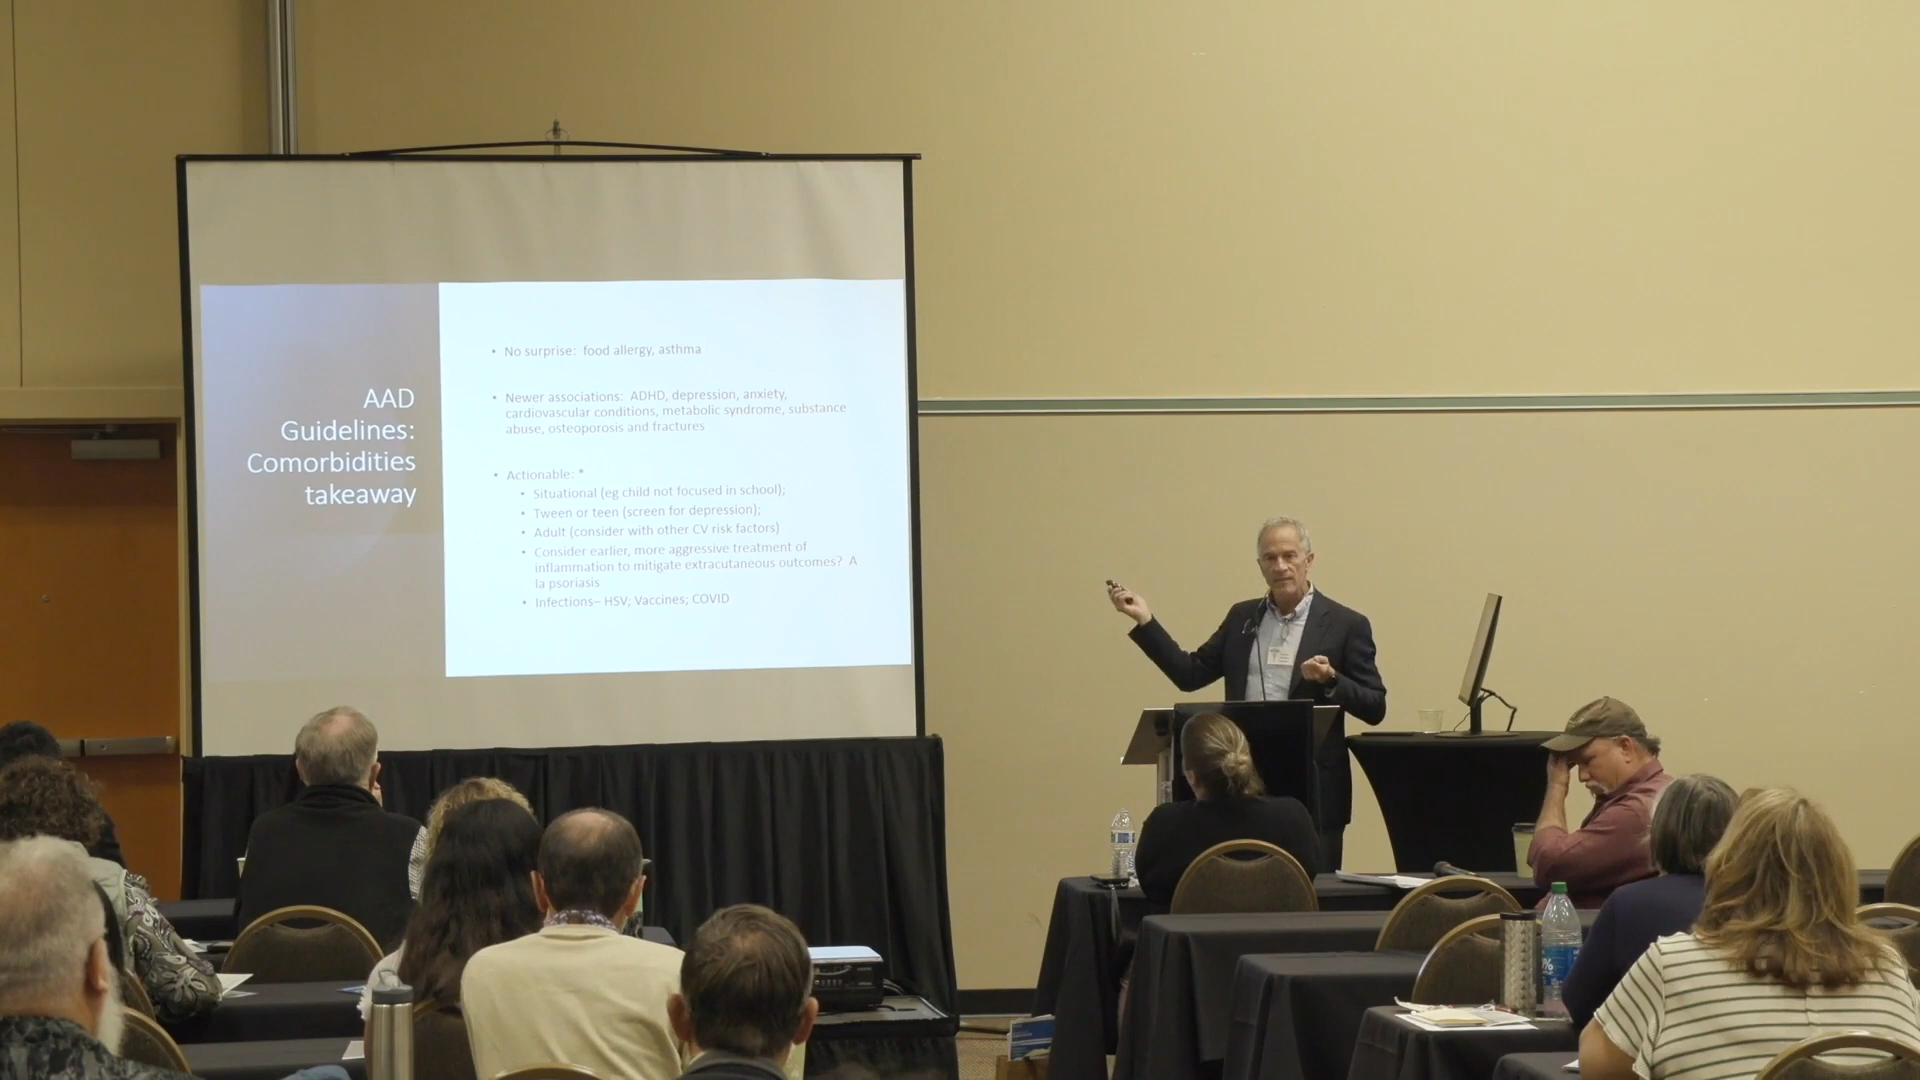 AAD
Guidelines:
Comorbidities
takeaway
• No surprise: food allergy, asthma
• Newer associations: ADHD, depression, anxiety,
cardiovascular conditions, metabolic syndrome, substance
abuse, osteoporosis and fractures
• Actionable: *
• Situational (eg child not focused in school);
• Tween or teen (screen for depression);
• Adult (consider with other CV risk factors)
• Consider earlier, more aggressive treatment of
inflammation to mitigate extracutaneous outcomes? A
la psoriasis
• Infections– HSV; Vaccines; COVID